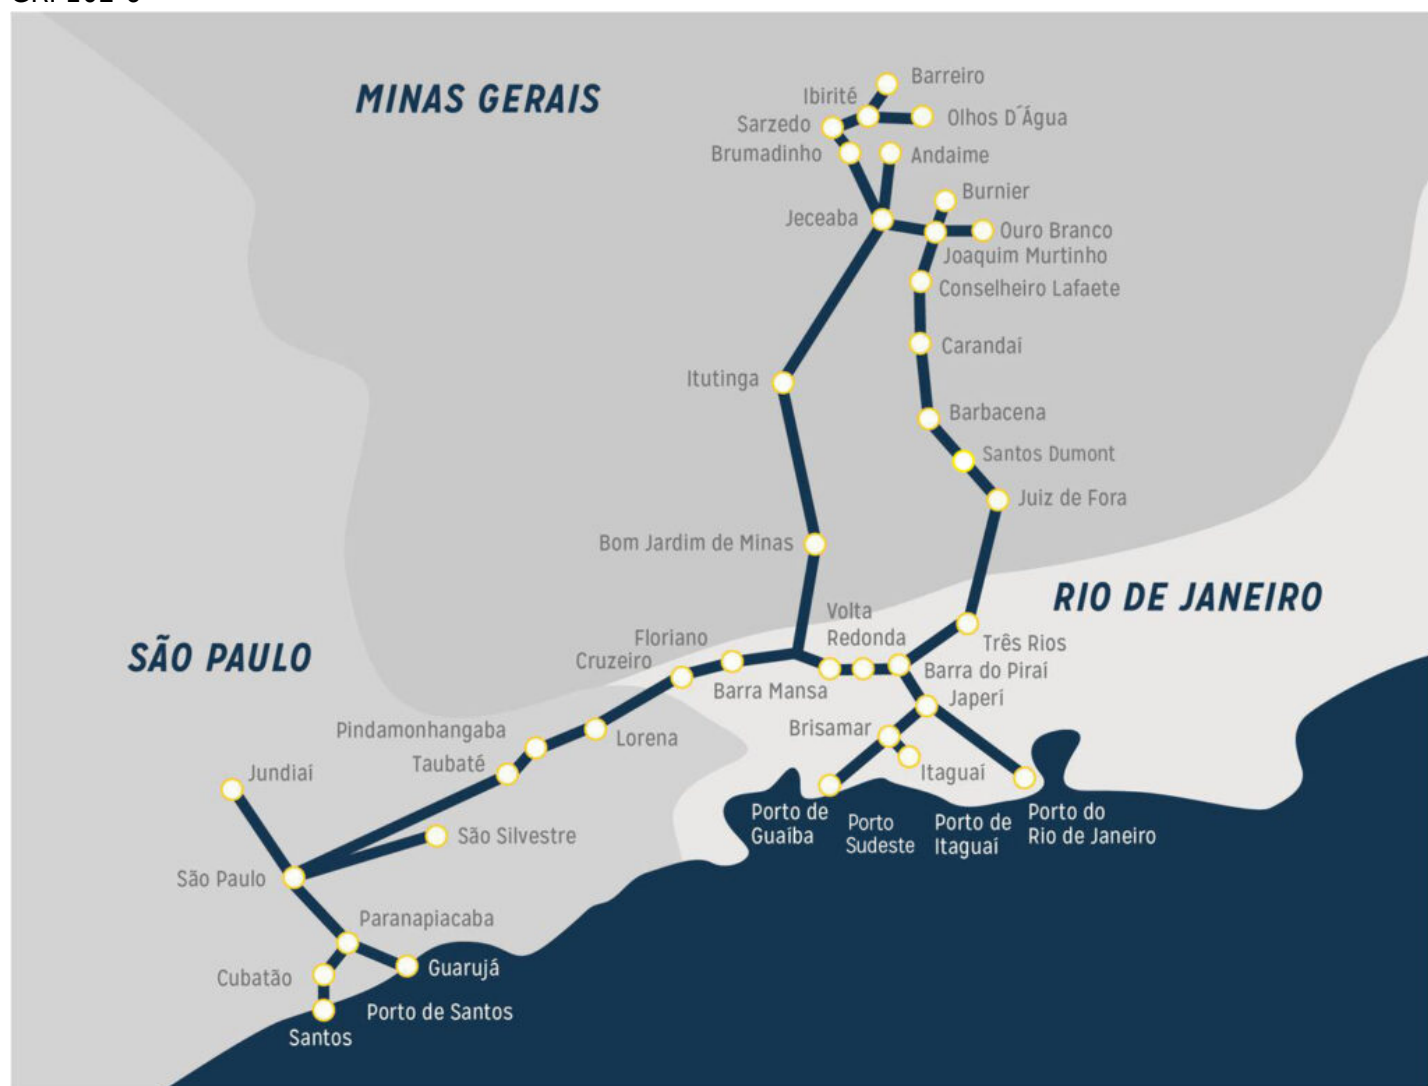 MINAS GERAIS
Barreiro
Ibirité
Olhos D´Água
Sarzedo
Brumadinho
Andaime
Burnier
Jeceaba
Ouro Branco
Joaquim Murtinho
Conselheiro Lafaete
Carandaí
Itutinga
Barbacena
Santos Dumont
Juiz de Fora
Bom Jardim de Minas
RIO DE JANEIRO
Volta
Redonda
Floriano
Três Rios
SÃO PAULO
Cruzeiro
Barra do Piraí
Barra Mansa
Japerí
Pindamonhangaba
Brisamar
Lorena
Taubaté
Jundiaí
Itaguaí
Porto de
Guaíba
Porto
Sudeste
Porto de
Itaguaí
Porto do
Rio de Janeiro
São Silvestre
São Paulo
Paranapiacaba
Guarujá
Cubatão
Porto de Santos
Santos